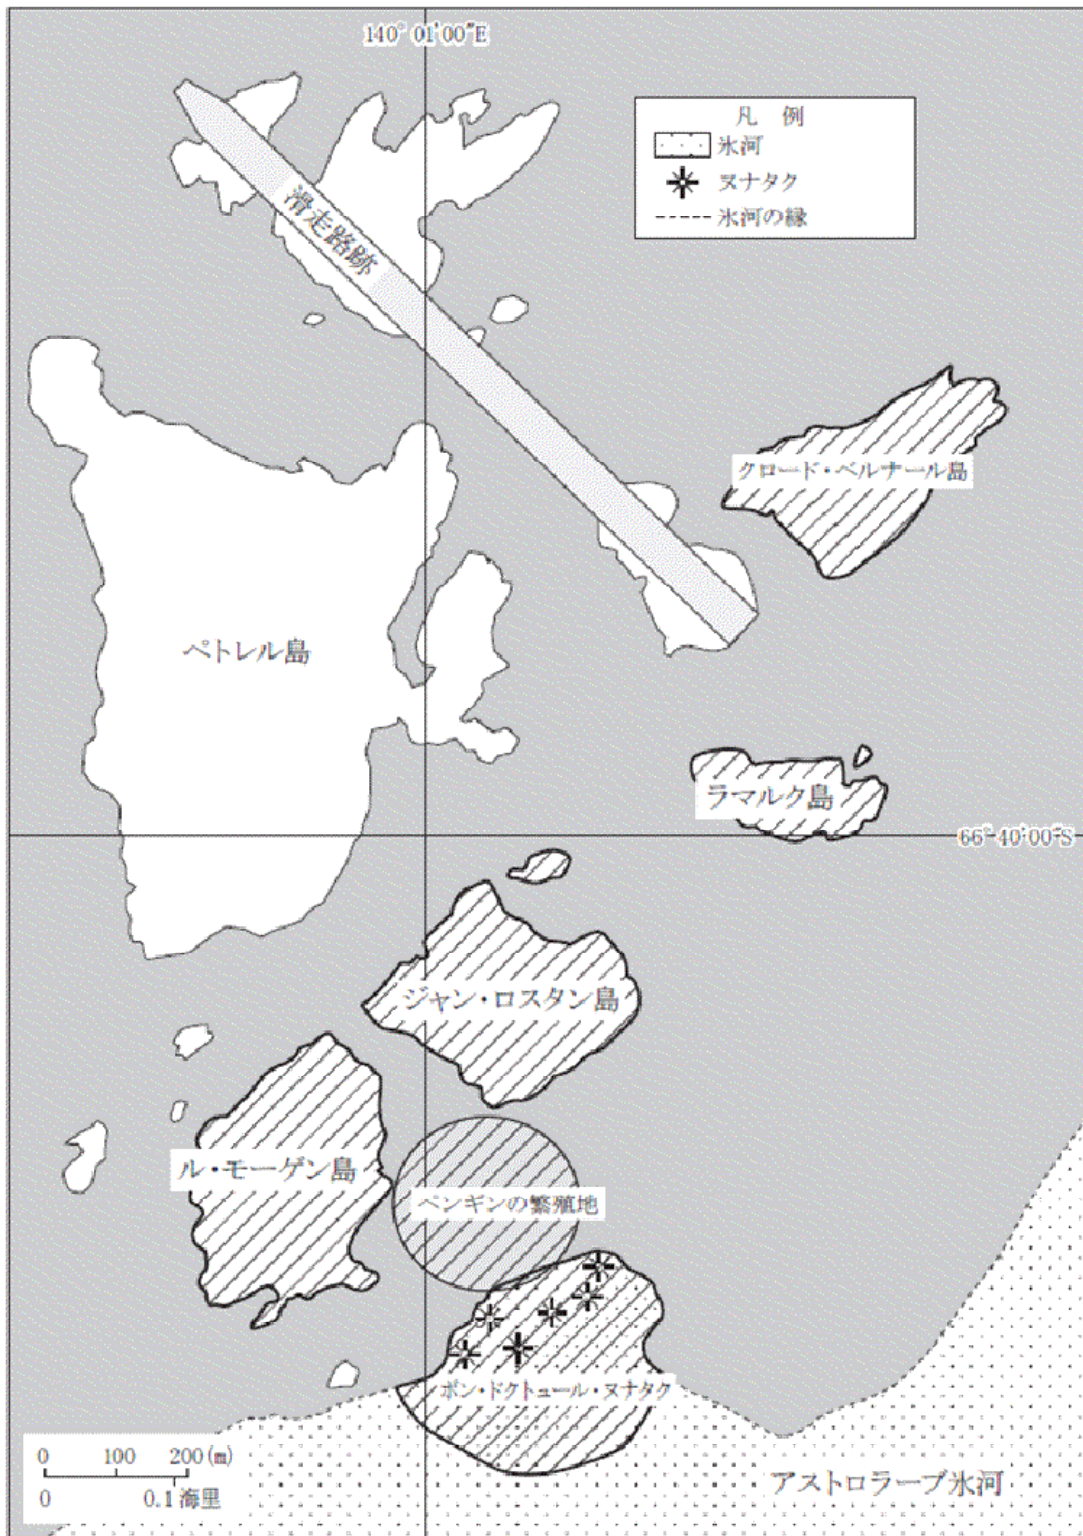 140° 01′00″E
凡 例
氷河
ヌナタク
氷河の縁
滑走路跡
クロード・ベルナール島
ペトレル島
ラマルク島
66° 40′00″S
ジャン・ロスタン島
ル・モーゲン島
ペンギンの繁殖地
ボン・ドクトュール・ヌナタク
0 100 200 (m)
0 0.1 海里
アストロラーブ氷河